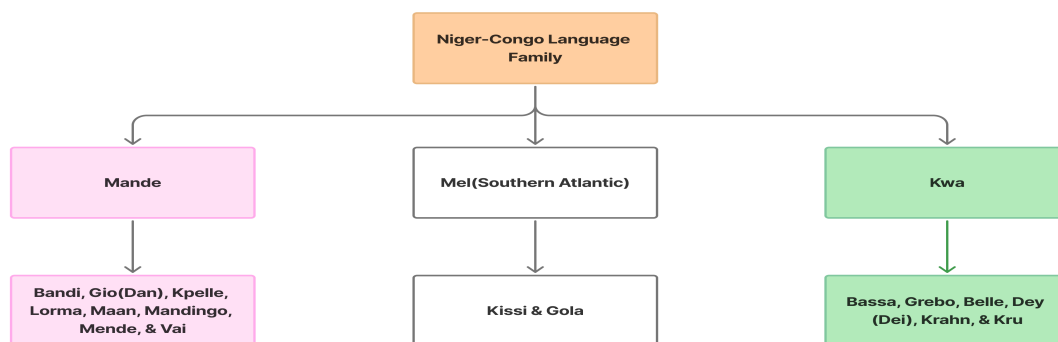 Niger-Congo Language
Family
Mande
Mel(Southern Atlantic)
Kwa
Bandi, Gio(Dan), Kpelle,
Lorma, Maan, Mandingo,
Mende, & Vai
Kissi & Gola
Bassa, Grebo, Belle, Dey
(Dei), Krahn, & Kru